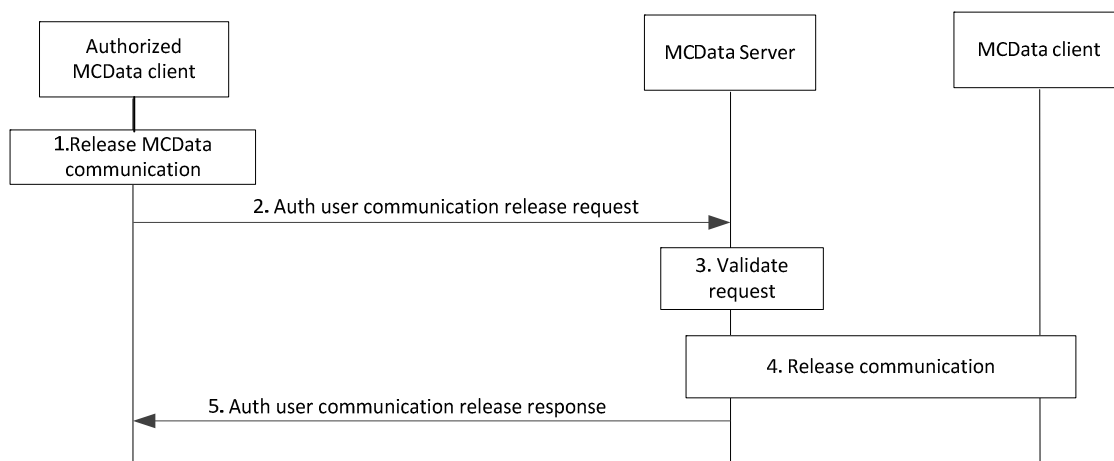 Authorized
MCData client
MCData Server
MCData client
1.Release MCData
communication
2. Auth user communication release request
3. Validate
request
4. Release communication
5. Auth user communication release response